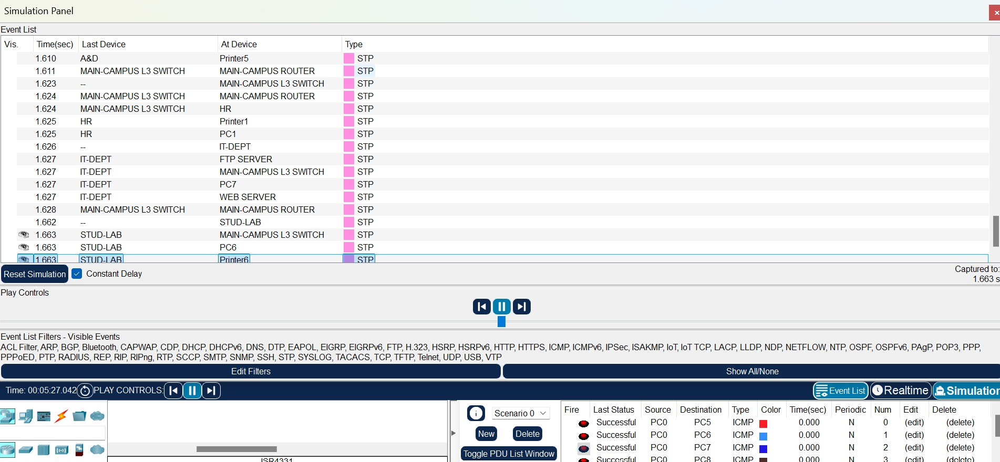 Simulation Panel
Event List
Vis. Time(sec) Last Device At Device Type
1.610 A&D Printer5 STP
1.611 MAIN-CAMPUS L3 SWITCH MAIN-CAMPUS ROUTER STP
1.623 -- MAIN-CAMPUS L3 SWITCH STP
1.624 MAIN-CAMPUS L3 SWITCH MAIN-CAMPUS ROUTER STP
1.624 MAIN-CAMPUS L3 SWITCH HR STP
1.625 HR Printer1 STP
1.625 HR PC1 STP
1.626 -- IT-DEPT STP
1.627 IT-DEPT FTP SERVER STP
1.627 IT-DEPT MAIN-CAMPUS L3 SWITCH STP
1.627 IT-DEPT PC7 STP
1.627 IT-DEPT WEB SERVER STP
1.628 MAIN-CAMPUS L3 SWITCH MAIN-CAMPUS ROUTER STP
1.662 -- STUD-LAB STP
1.663 STUD-LAB MAIN-CAMPUS L3 SWITCH STP
1.663 STUD-LAB PC6 STP
1.663 STUD-LAB Printer6 STP
Reset Simulation Constant Delay Captured to:
1.663 s
Play Controls
Event List Filters - Visible Events
ACL Filter, ARP, BGP, Bluetooth, CAPWAP, CDP, DHCP, DHCPv6, DNS, DTP, EAPOL, EIGRP, EIGRPv6, FTP, H.323, HSRP, HSRPv6, HTTP, HTTPS, ICMP, ICMPv6, IPSec, ISAKMP, IoT, IoT TCP, LACP, LLDP, NDP, NETFLOW, NTP, OSPF, OSPFv6, PAgP, POP3, PPP,
PPPoED, PTP, RADIUS, REP, RIP, RIPng, RTP, SCCP, SMTP, SNMP, SSH, STP, SYSLOG, TACACS, TCP, TFTP, Telnet, UDP, USB, VTP
Edit Filters Show All/None
Time: 00:05:27.042 PLAY CONTROLS: Event List Realtime Simulation
Fire Last Status Source Destination Type Color Time(sec) Periodic Num Edit Delete
Scenario 0
New Delete
Toggle PDU List Window
Successful PC0 PC5 ICMP 0.000 N 0 (edit) (delete)
Successful PC0 PC6 ICMP 0.000 N 1 (edit) (delete)
Successful PC0 PC7 ICMP 0.000 N 2 (edit) (delete)
Successful PC0 PC8 ICMP 0.000 N 3 (edit) (delete)
ISR4331